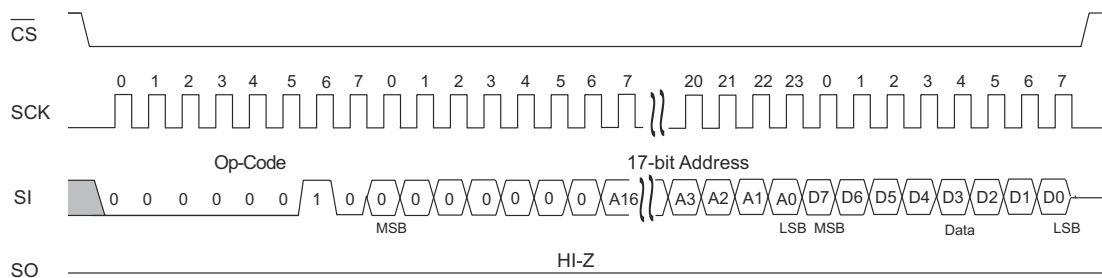 CS
0 1 2 3 4 5 6 7 0 1 2 3 4 5 6 7 20 21 22 23 0 1 2 3 4 5 6 7
SCK
Op-Code 17-bit Address
SI 0 0 0 0 0 0 1 0 0 0 0 0 0 0 0 A16 A3 A2 A1 A0 D7 D6 D5 D4 D3 D2 D1 D0
MSB LSB MSB Data LSB
HI-Z
SO